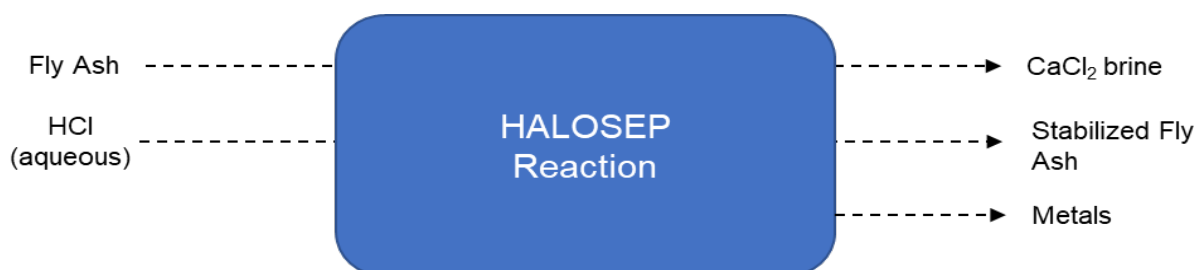 Fly Ash
HCl
(aqueous)
HALOSEP
Reaction
CaCl₂ brine
Stabilized Fly
Ash
Metals